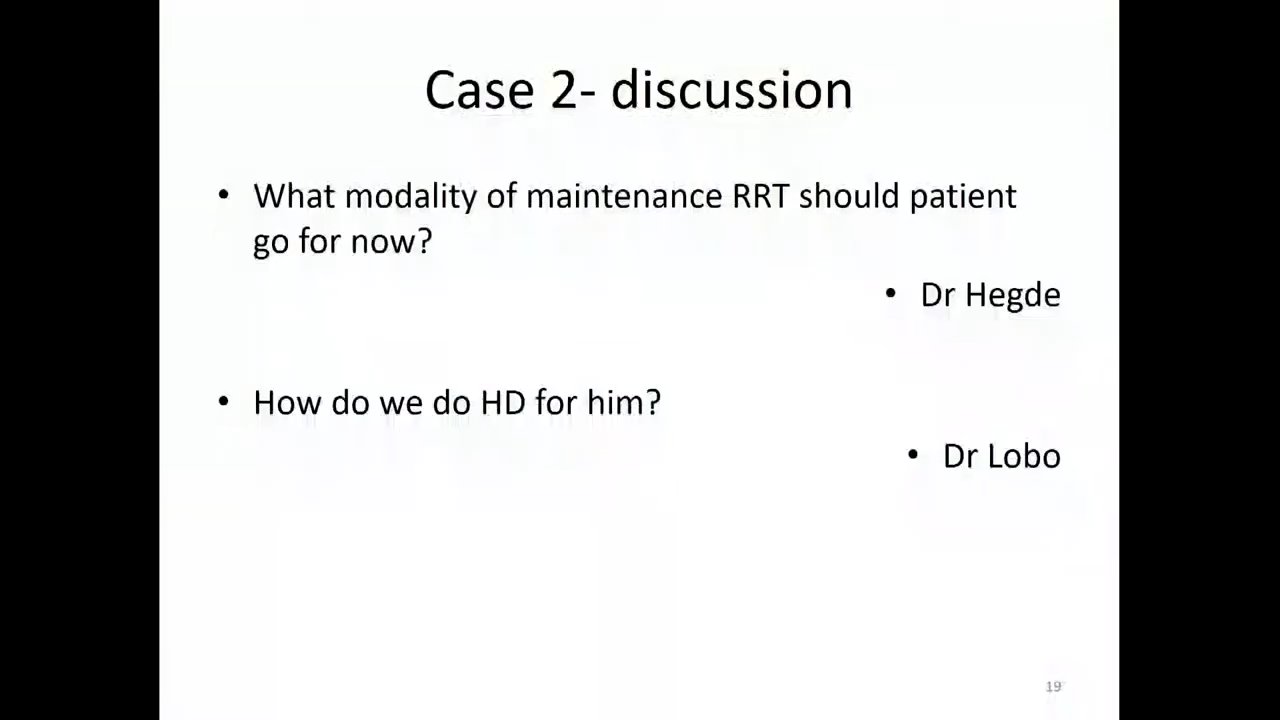 Case 2- discussion
• What modality of maintenance RRT should patient
go for now?
• Dr Hegde
• How do we do HD for him?
• Dr Lobo
19